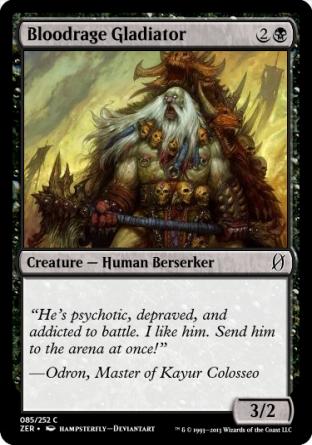 Bloodrage Gladiator 2
Creature — Human Berserker
“He's psychotic, depraved, and
addicted to battle. I like him. Send him
to the arena at once!”
—Odron, Master of Kayur Colosseo
3/2
085/252 C
ZER • HAMPSTERFLY—DEVIANTART
™ & © 1993–2013 Wizards of the Coast LLC